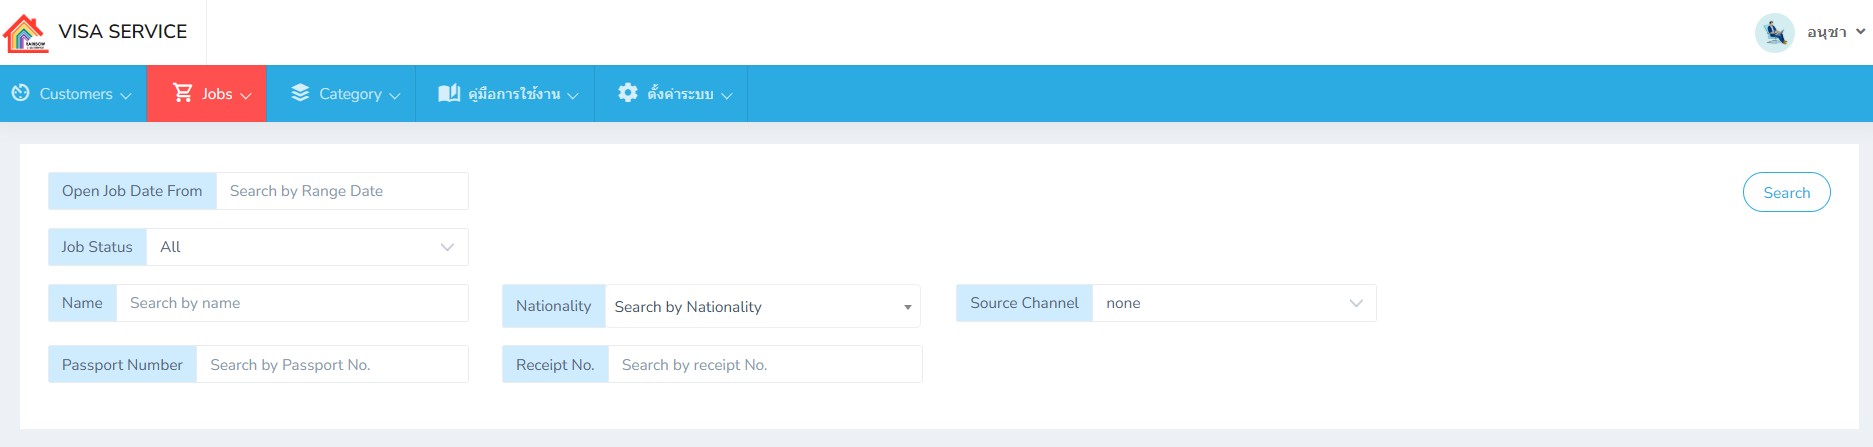 RAINBOW
VISA SERVICE
อนุชา
Customers
Jobs
Category
คู่มือการใช้งาน
ตั้งค่าระบบ
Open Job Date From Search by Range Date
Search
Job Status All
Name Search by name
Nationality Search by Nationality
Source Channel none
Passport Number Search by Passport No.
Receipt No. Search by receipt No.